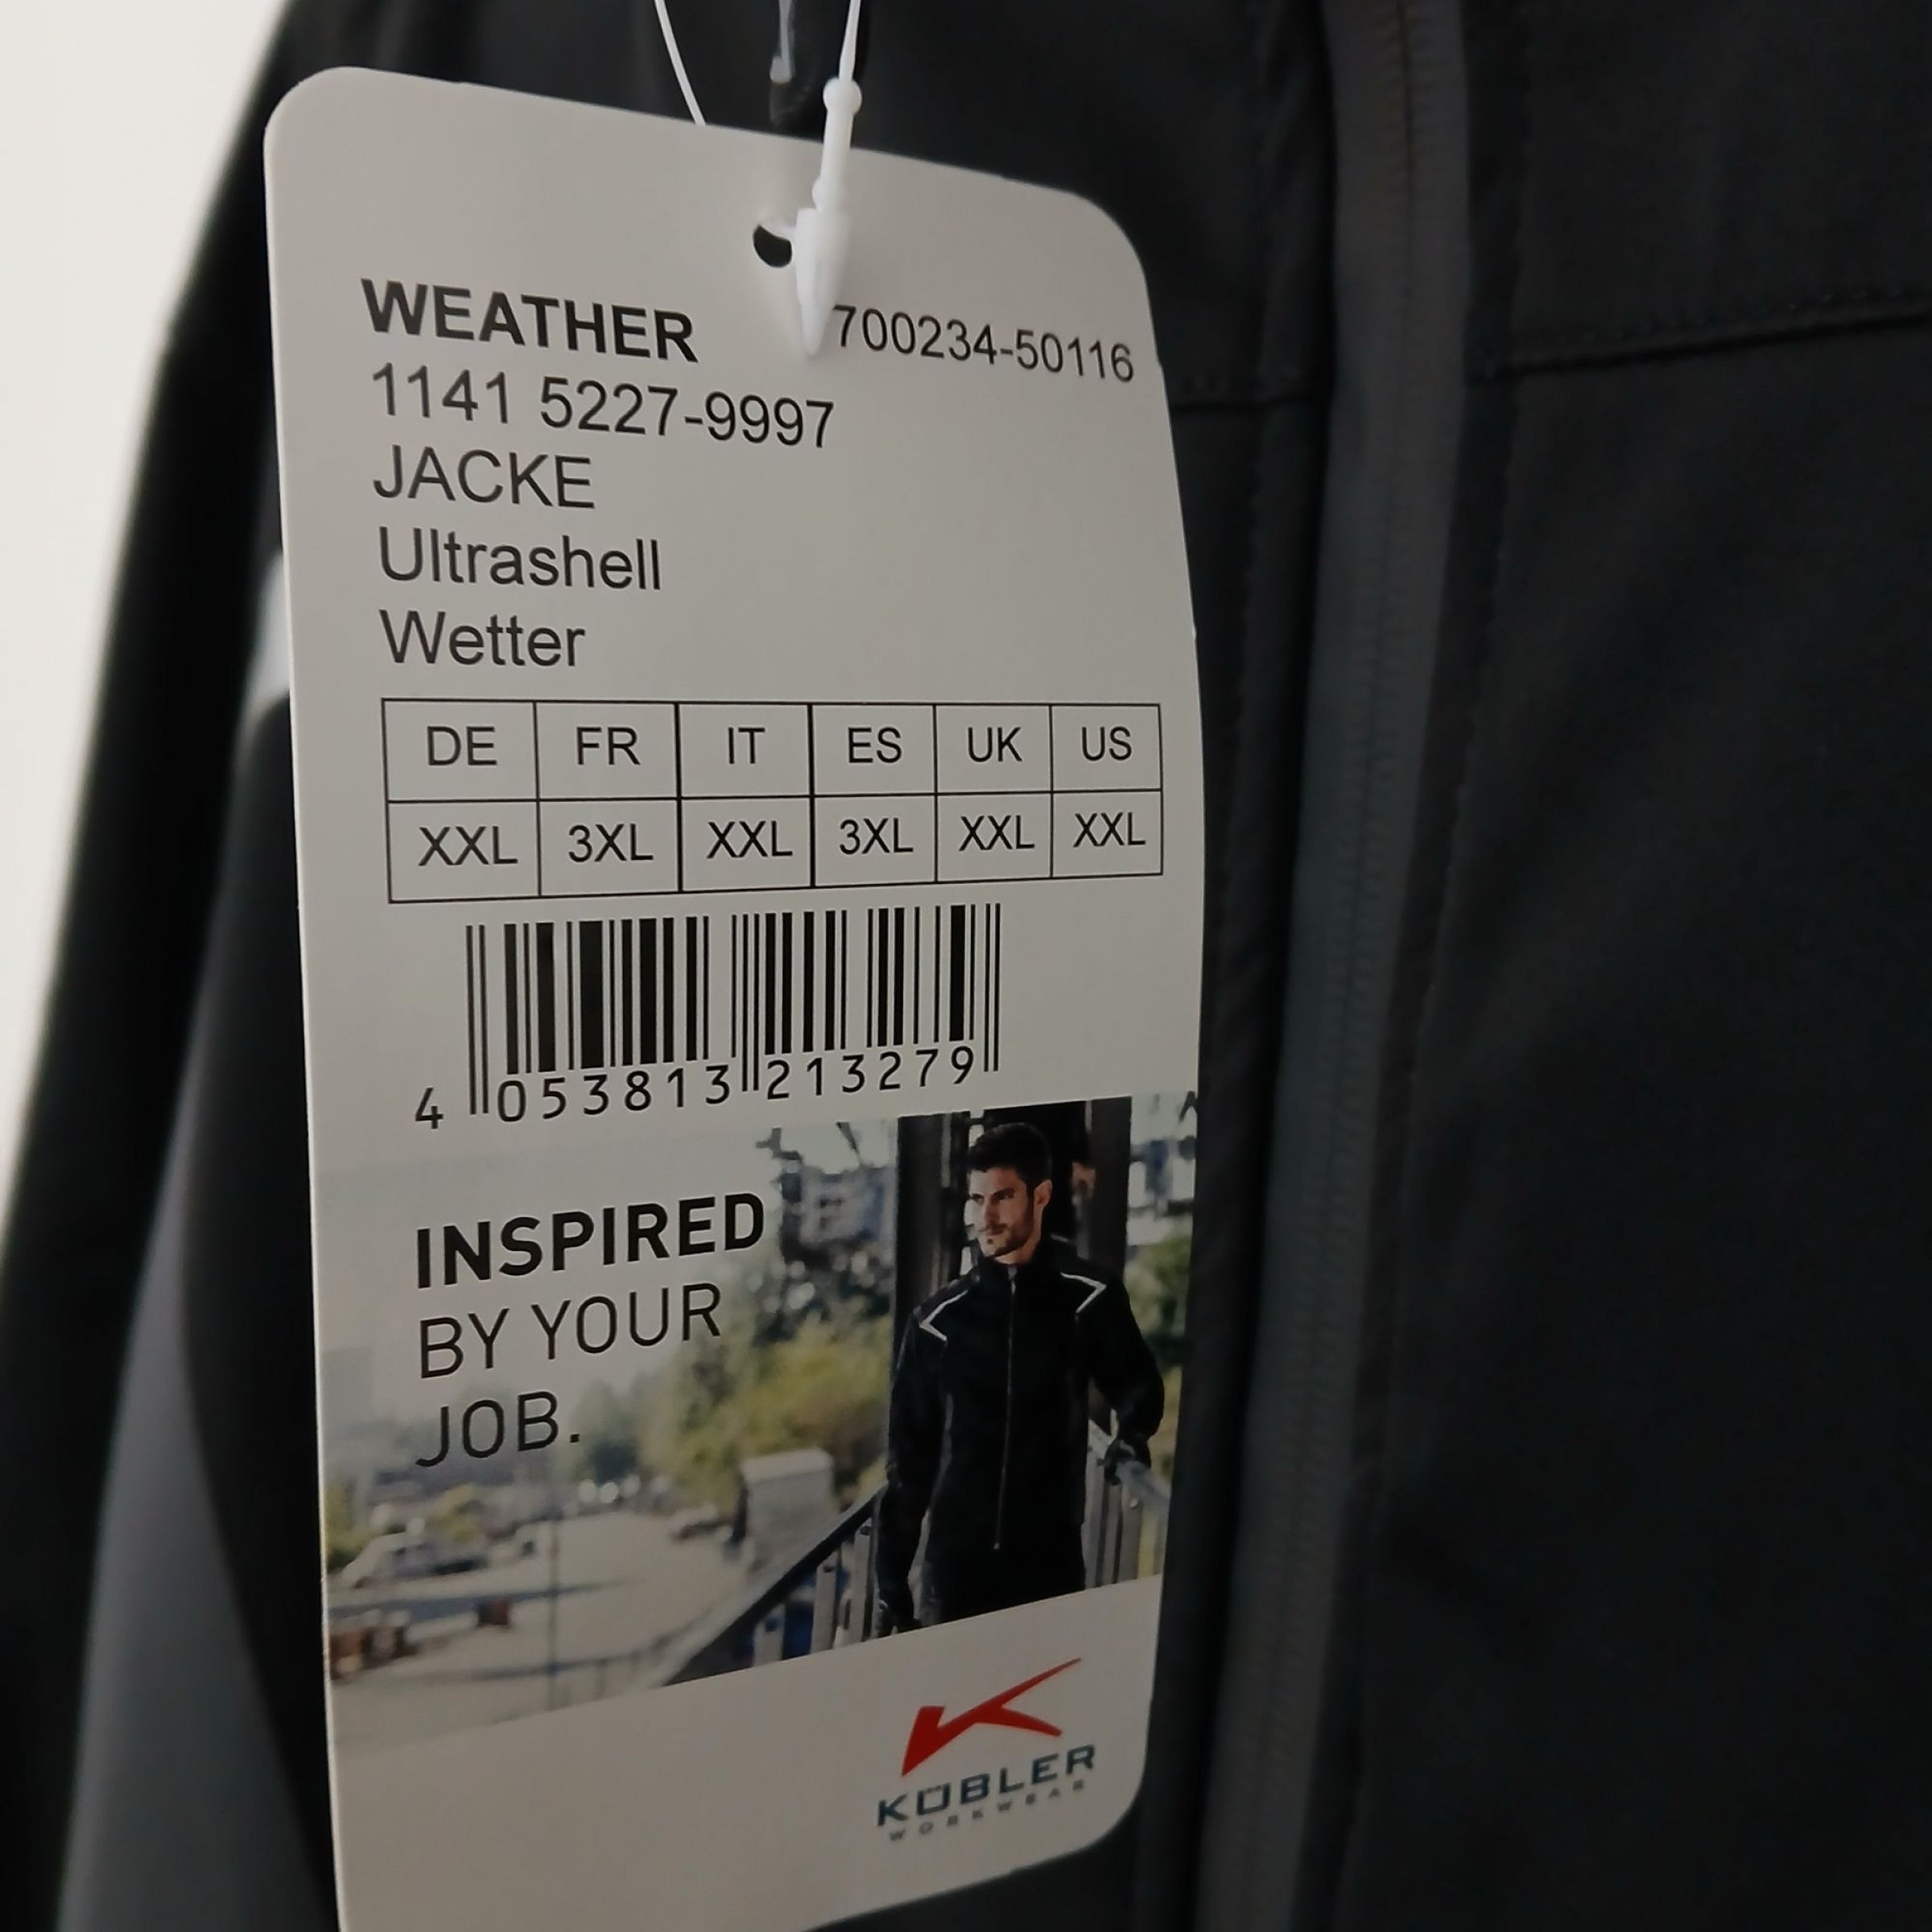 WEATHER 700234-50116
1141 5227-9997
JACKE
Ultrashell
Wetter
DE FR IT ES UK US
XXL 3XL XXL 3XL XXL XXL
4 053813 213279
INSPIRED
BY YOUR
JOB.
KÜBLER
WORKWEAR